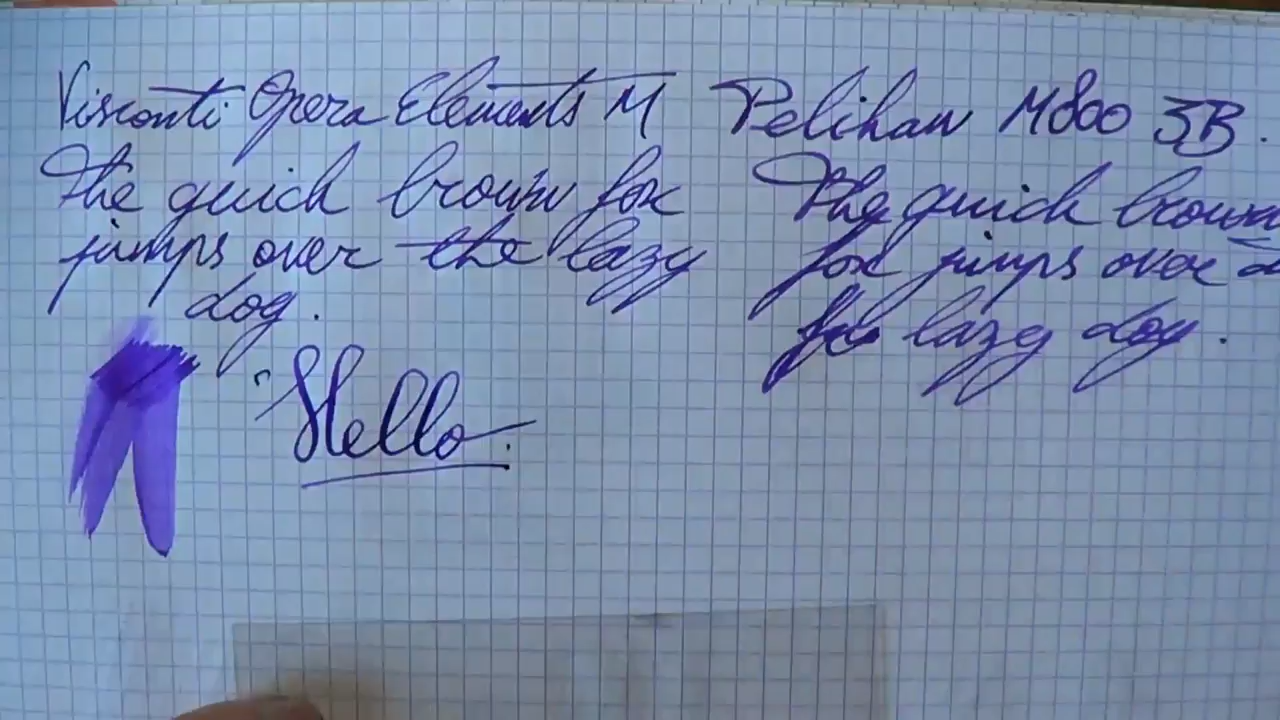 Visconti Opera Elements M
The quick brown fox
jumps over the lazy
dog.
Hello.
Pelikan M800 3B.
The quick brown
fox jumps over
lazy dog.